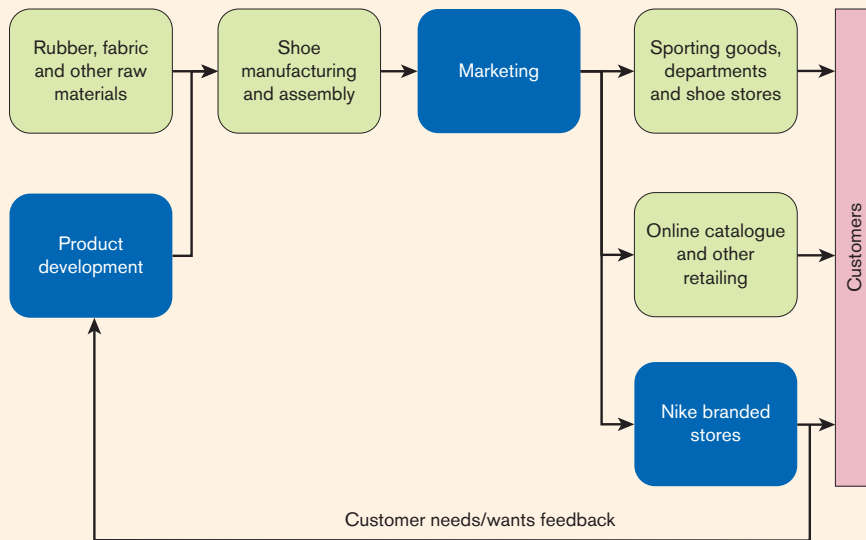 Rubber, fabric
and other raw
materials
Shoe
manufacturing
and assembly
Marketing
Sporting goods,
departments
and shoe stores
Product
development
Online catalogue
and other
retailing
Nike branded
stores
Customers
Customer needs/wants feedback